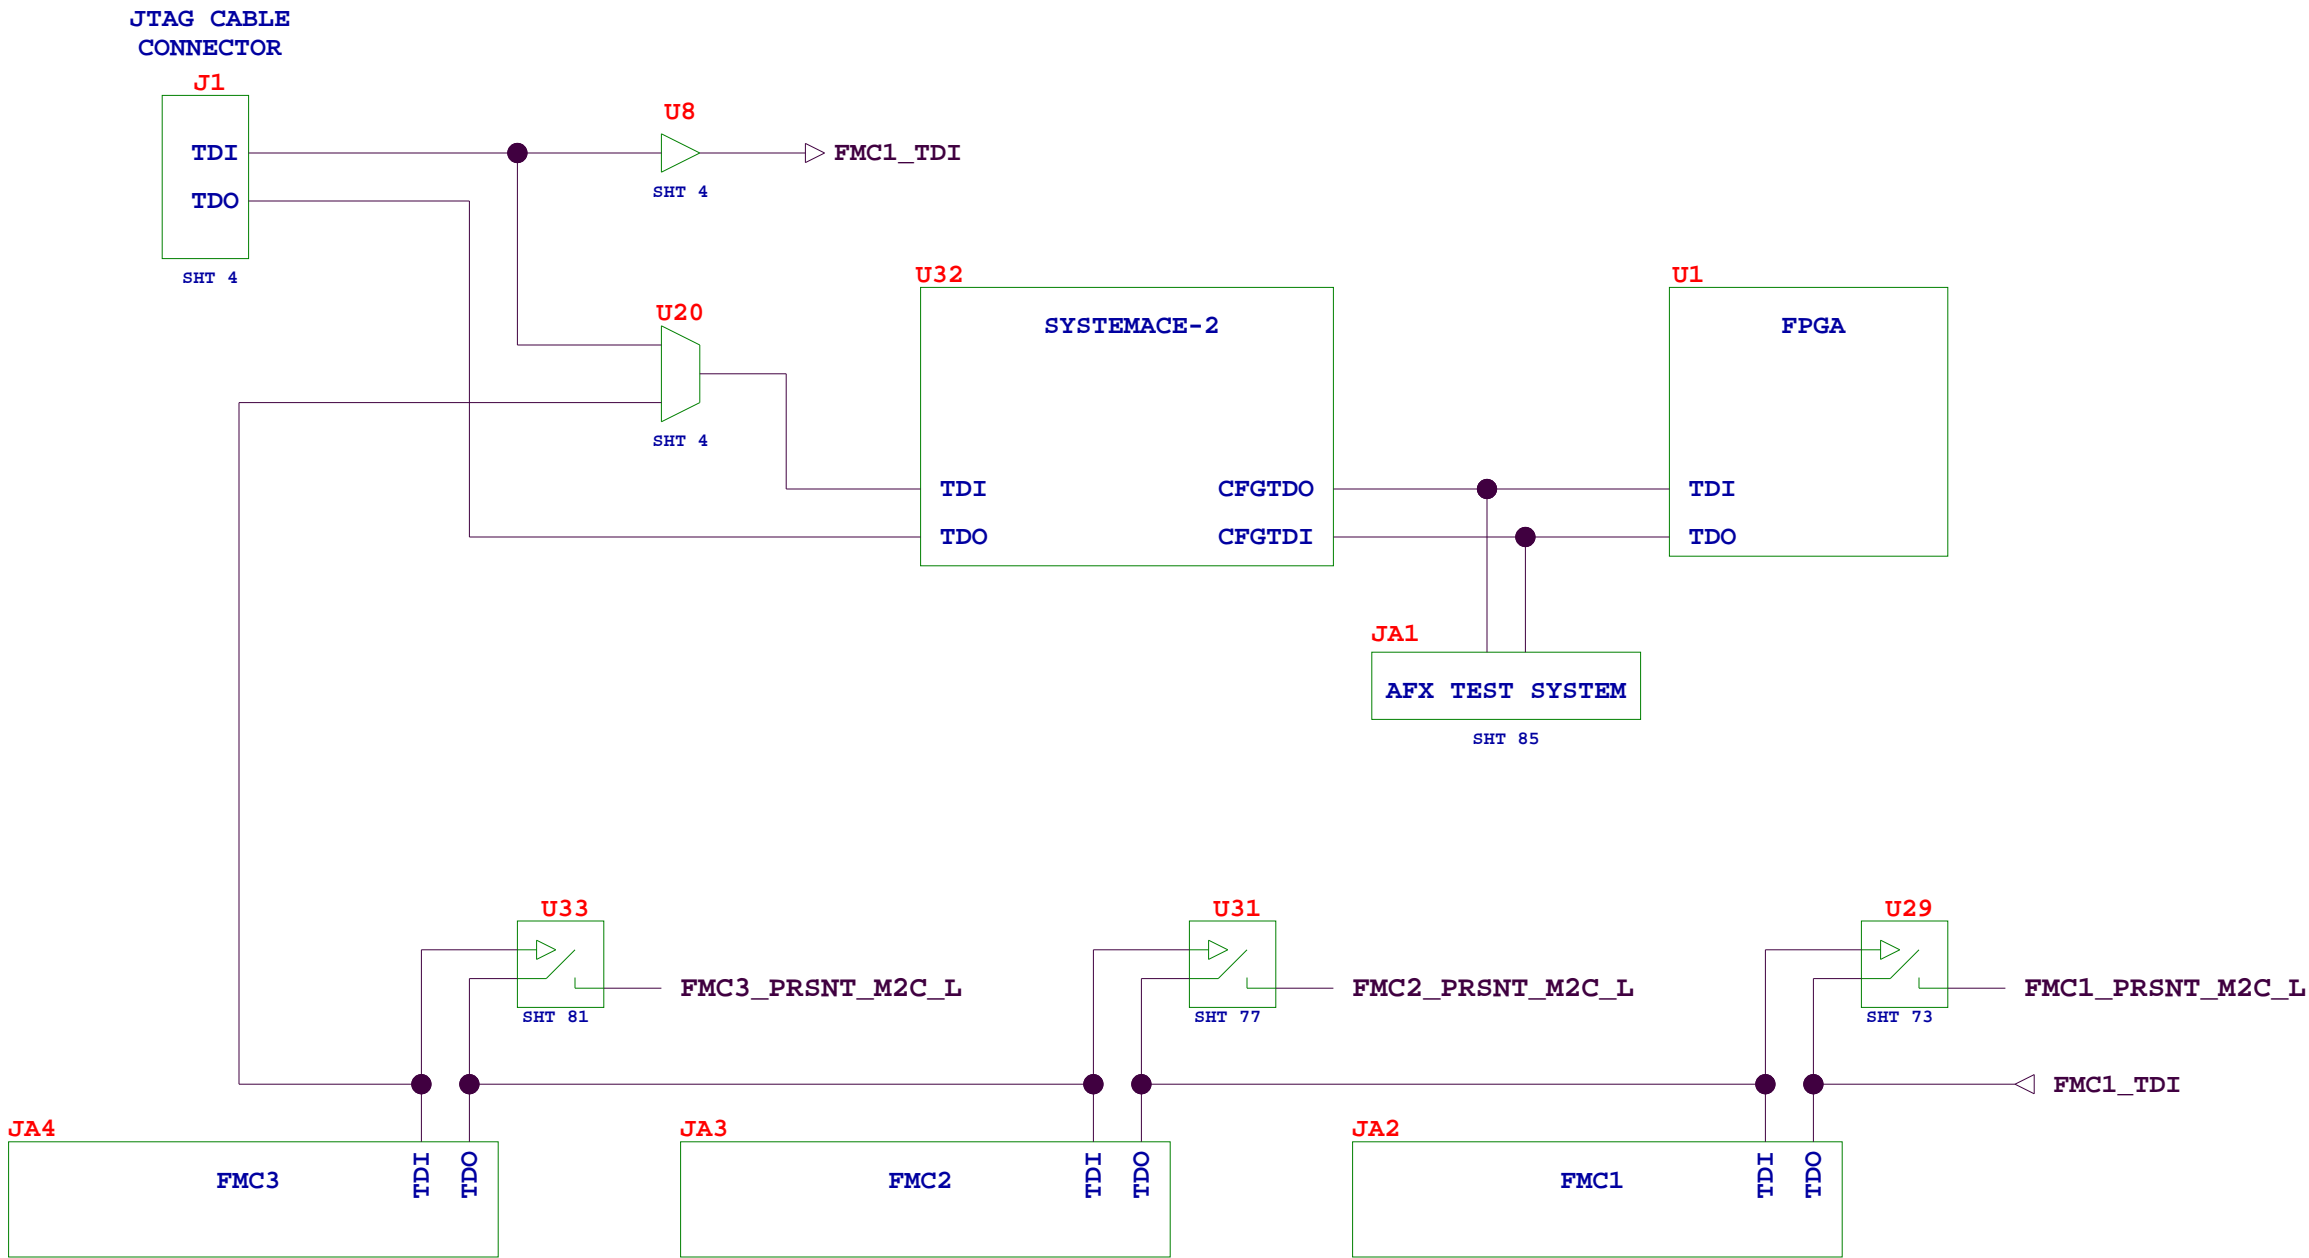 JTAG CABLE
CONNECTOR
J1
TDI
TDO
SHT 4
U8
SHT 4
FMC1_TDI
U20
SHT 4
U32
SYSTEMACE-2
TDI
TDO
CFGTDO
CFGTDI
U1
FPGA
TDI
TDO
JA1
AFX TEST SYSTEM
SHT 85
U33
SHT 81
FMC3_PRSNT_M2C_L
U31
SHT 77
FMC2_PRSNT_M2C_L
U29
SHT 73
FMC1_PRSNT_M2C_L
FMC1_TDI
JA4
FMC3
TDI
TDO
JA3
FMC2
TDI
TDO
JA2
FMC1
TDI
TDO